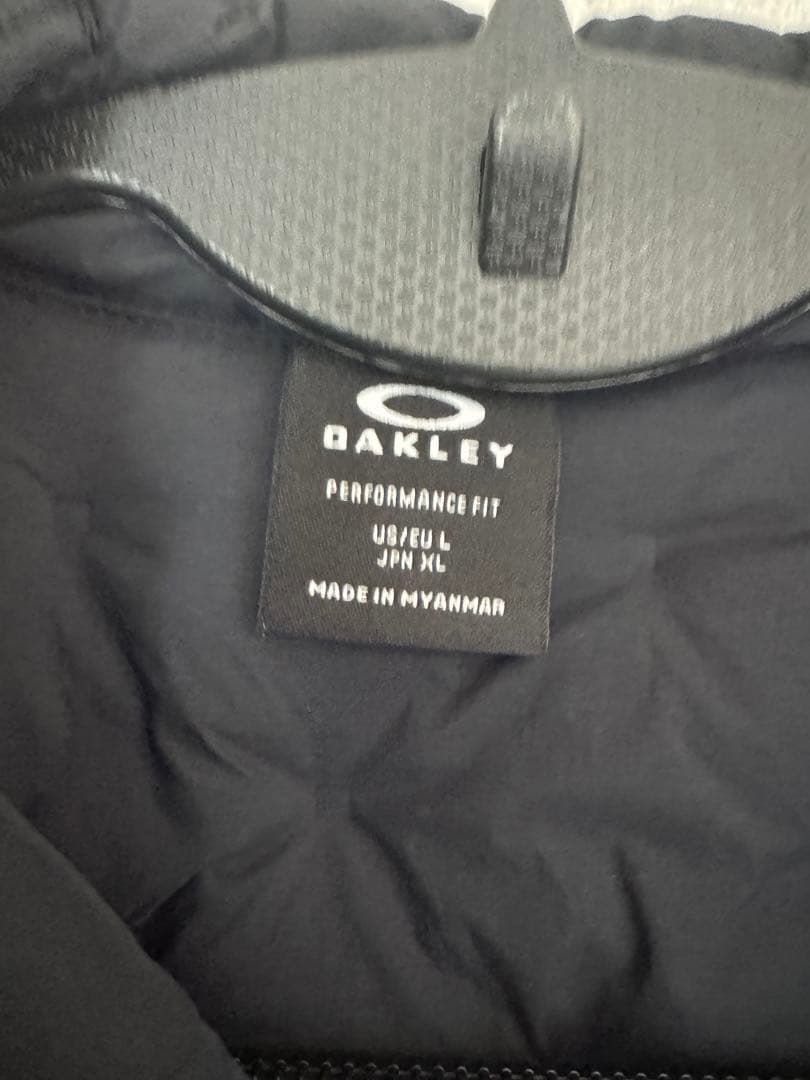 OAKLEY
PERFORMANCE FIT
US/EU L
JPN XL
MADE IN MYANMAR